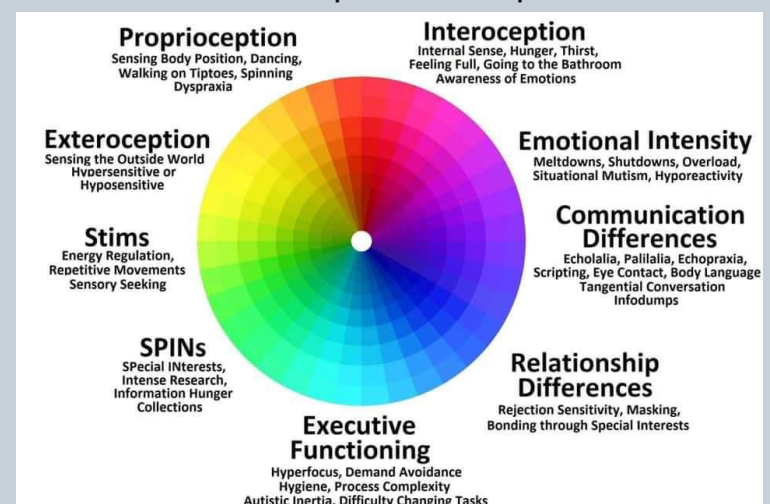 Proprioception
Sensing Body Position, Dancing,
Walking on Tiptoes, Spinning
Dyspraxia
Interoception
Internal Sense, Hunger, Thirst,
Feeling Full, Going to the Bathroom
Awareness of Emotions
Exteroception
Sensing the Outside World
Hypersensitive or
Hyposensitive
Emotional Intensity
Meltdowns, Shutdowns, Overload,
Situational Mutism, Hyporeactivity
Stims
Energy Regulation,
Repetitive Movements
Sensory Seeking
Communication
Differences
Echolalia, Palilalia, Echopraxia,
Scripting, Eye Contact, Body Language
Tangential Conversation
Infodumps
SPINs
SPecial INterests,
Intense Research,
Information Hunger
Collections
Relationship
Differences
Rejection Sensitivity, Masking,
Bonding through Special Interests
Executive
Functioning
Hyperfocus, Demand Avoidance
Hygiene, Process Complexity
Autistic Inertia, Difficulty Changing Tasks